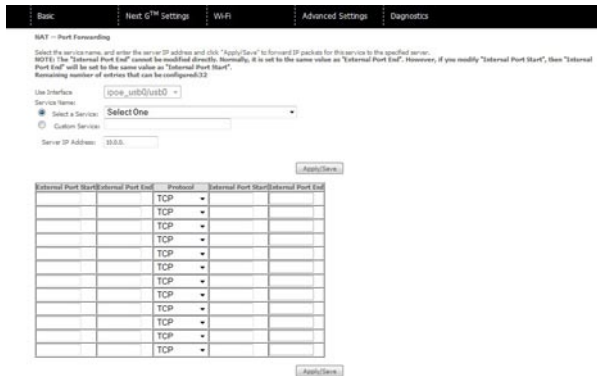 Basic Next G™ Settings Wi-Fi Advanced Settings Diagnostics
NAT -- Port Forwarding
Select the service name, and enter the server IP address and click "Apply/Save" to forward IP packets for this service to the specified server.
NOTE: The "Internal Port End" cannot be modified directly. Normally, it is set to the same value as "External Port End". However, if you modify "Internal Port Start", then "Internal
Port End" will be set to the same value as "Internal Port Start".
Remaining number of entries that can be configured:32
Use Interface ipoe_usb0/usb0
Service Name:
Select a Service: Select One
Custom Service:
Server IP Address: 10.0.0.
Apply/Save
External Port Start External Port End Protocol Internal Port Start Internal Port End
TCP
TCP
TCP
TCP
TCP
TCP
TCP
TCP
TCP
TCP
TCP
TCP
Apply/Save